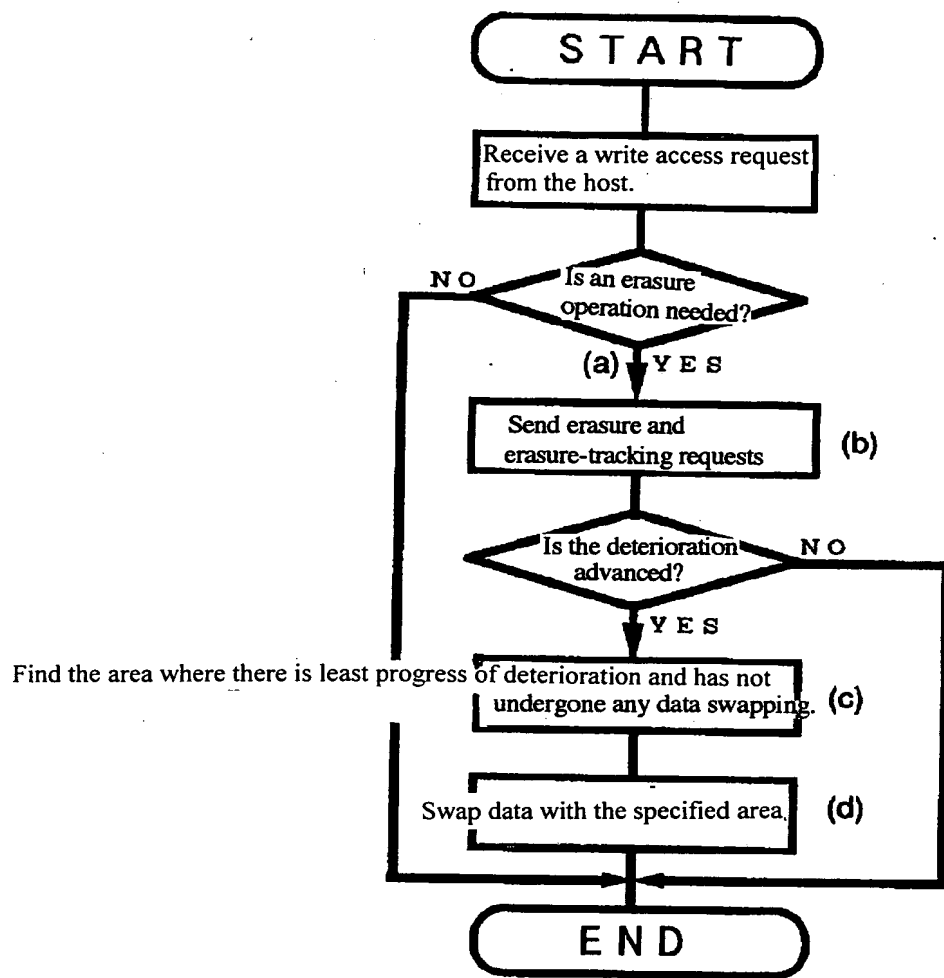 START
Receive a write access request
from the host.
NO
Is an erasure
operation needed?
(a) YES
Send erasure and
erasure-tracking requests
(b)
Is the deterioration
advanced?
NO
YES
Find the area where there is least progress of deterioration and has not
undergone any data swapping.
(c)
Swap data with the specified area.
(d)
END